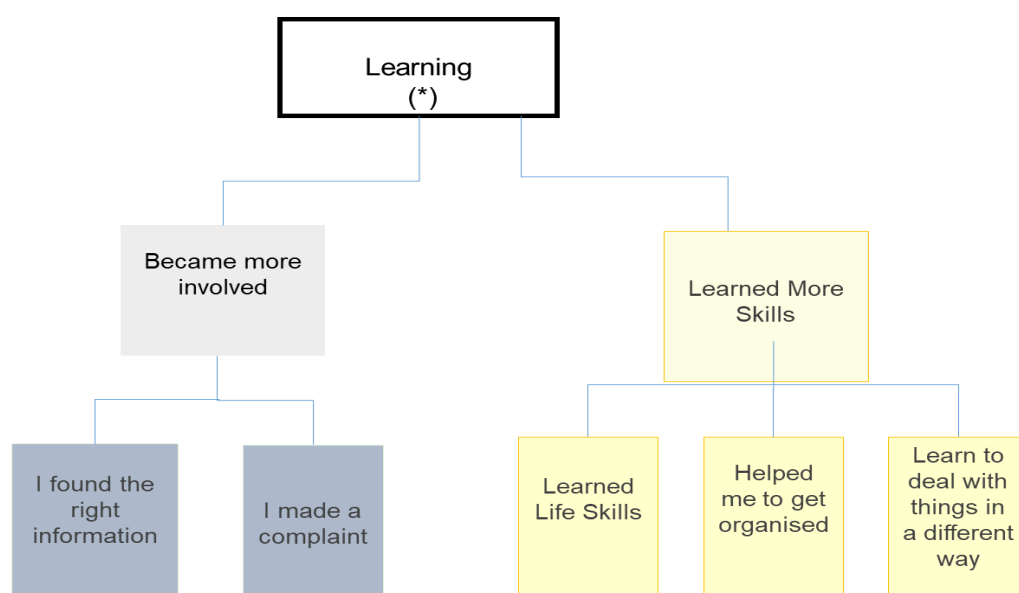 Learning
(*)
Became more
involved
Learned More
Skills
I found the
right
information
I made a
complaint
Learned
Life Skills
Helped
me to get
organised
Learn to
deal with
things in
a different
way